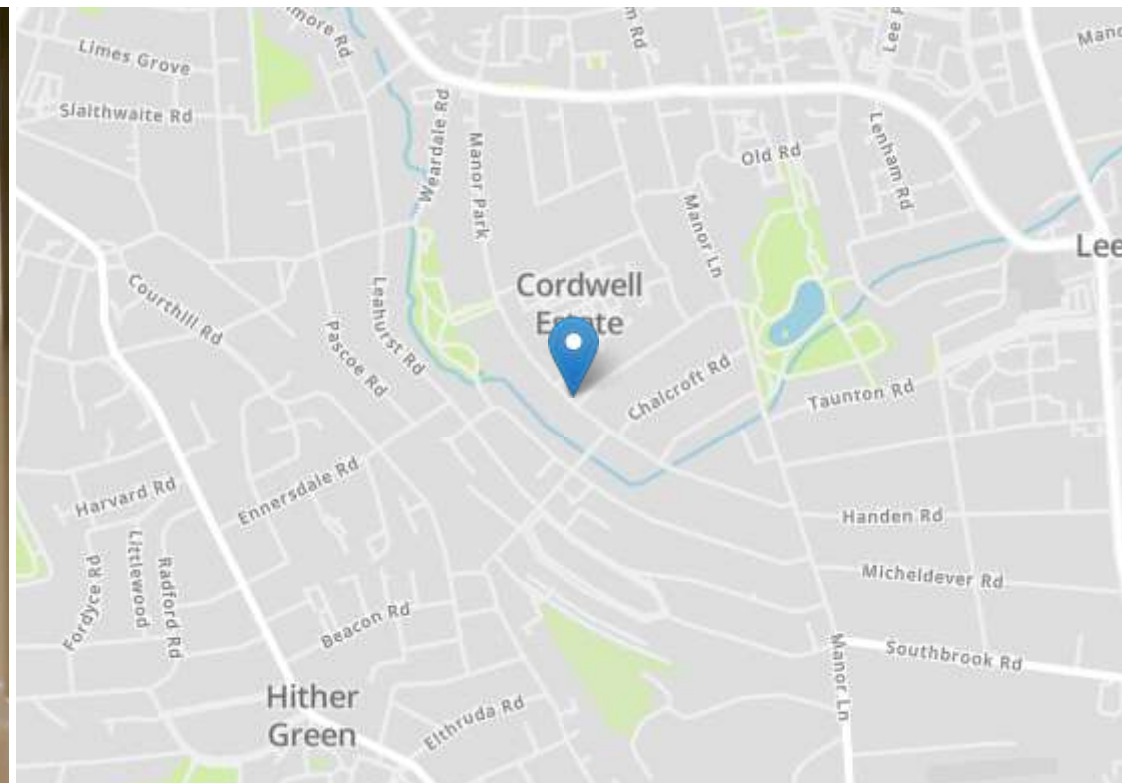 Limes Grove
Slaithwaite Rd
Weardale Rd
Manor Park
Old Rd
Lenham Rd
Manor Ln
Cordwell
Estate
Lee
Courthill Rd
Leahurst Rd
Pascoe Rd
Chalcroft Rd
Taunton Rd
Harvard Rd
Ennersdale Rd
Handen Rd
Fordyce Rd
Littlewood
Radford Rd
Micheldever Rd
Beacon Rd
Southbrook Rd
Manor Ln
Hither
Green
Elthruda Rd